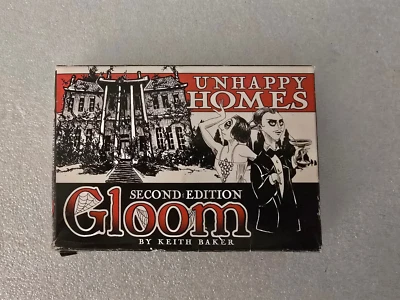 UNHAPPY
HOMES
SECOND EDITION
Gloom
BY KEITH BAKER